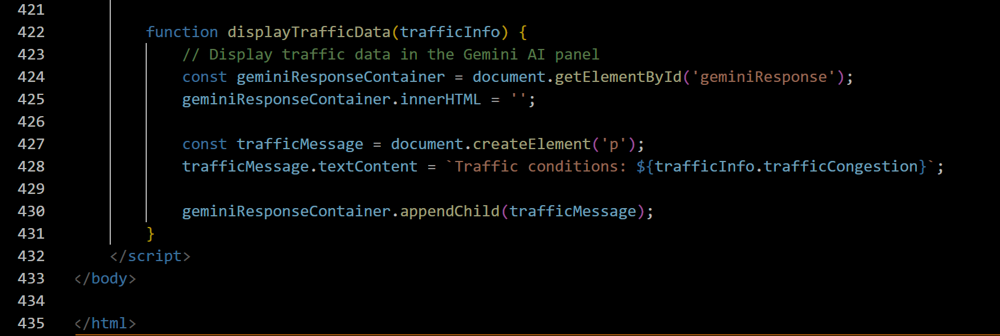 421
422 function displayTrafficData(trafficInfo) {
423 // Display traffic data in the Gemini AI panel
424 const geminiResponseContainer = document.getElementById('geminiResponse');
425 geminiResponseContainer.innerHTML = '';
426
427 const trafficMessage = document.createElement('p');
428 trafficMessage.textContent = `Traffic conditions: ${trafficInfo.trafficCongestion}`;
429
430 geminiResponseContainer.appendChild(trafficMessage);
431 }
432 </script>
433 </body>
434
435 </html>